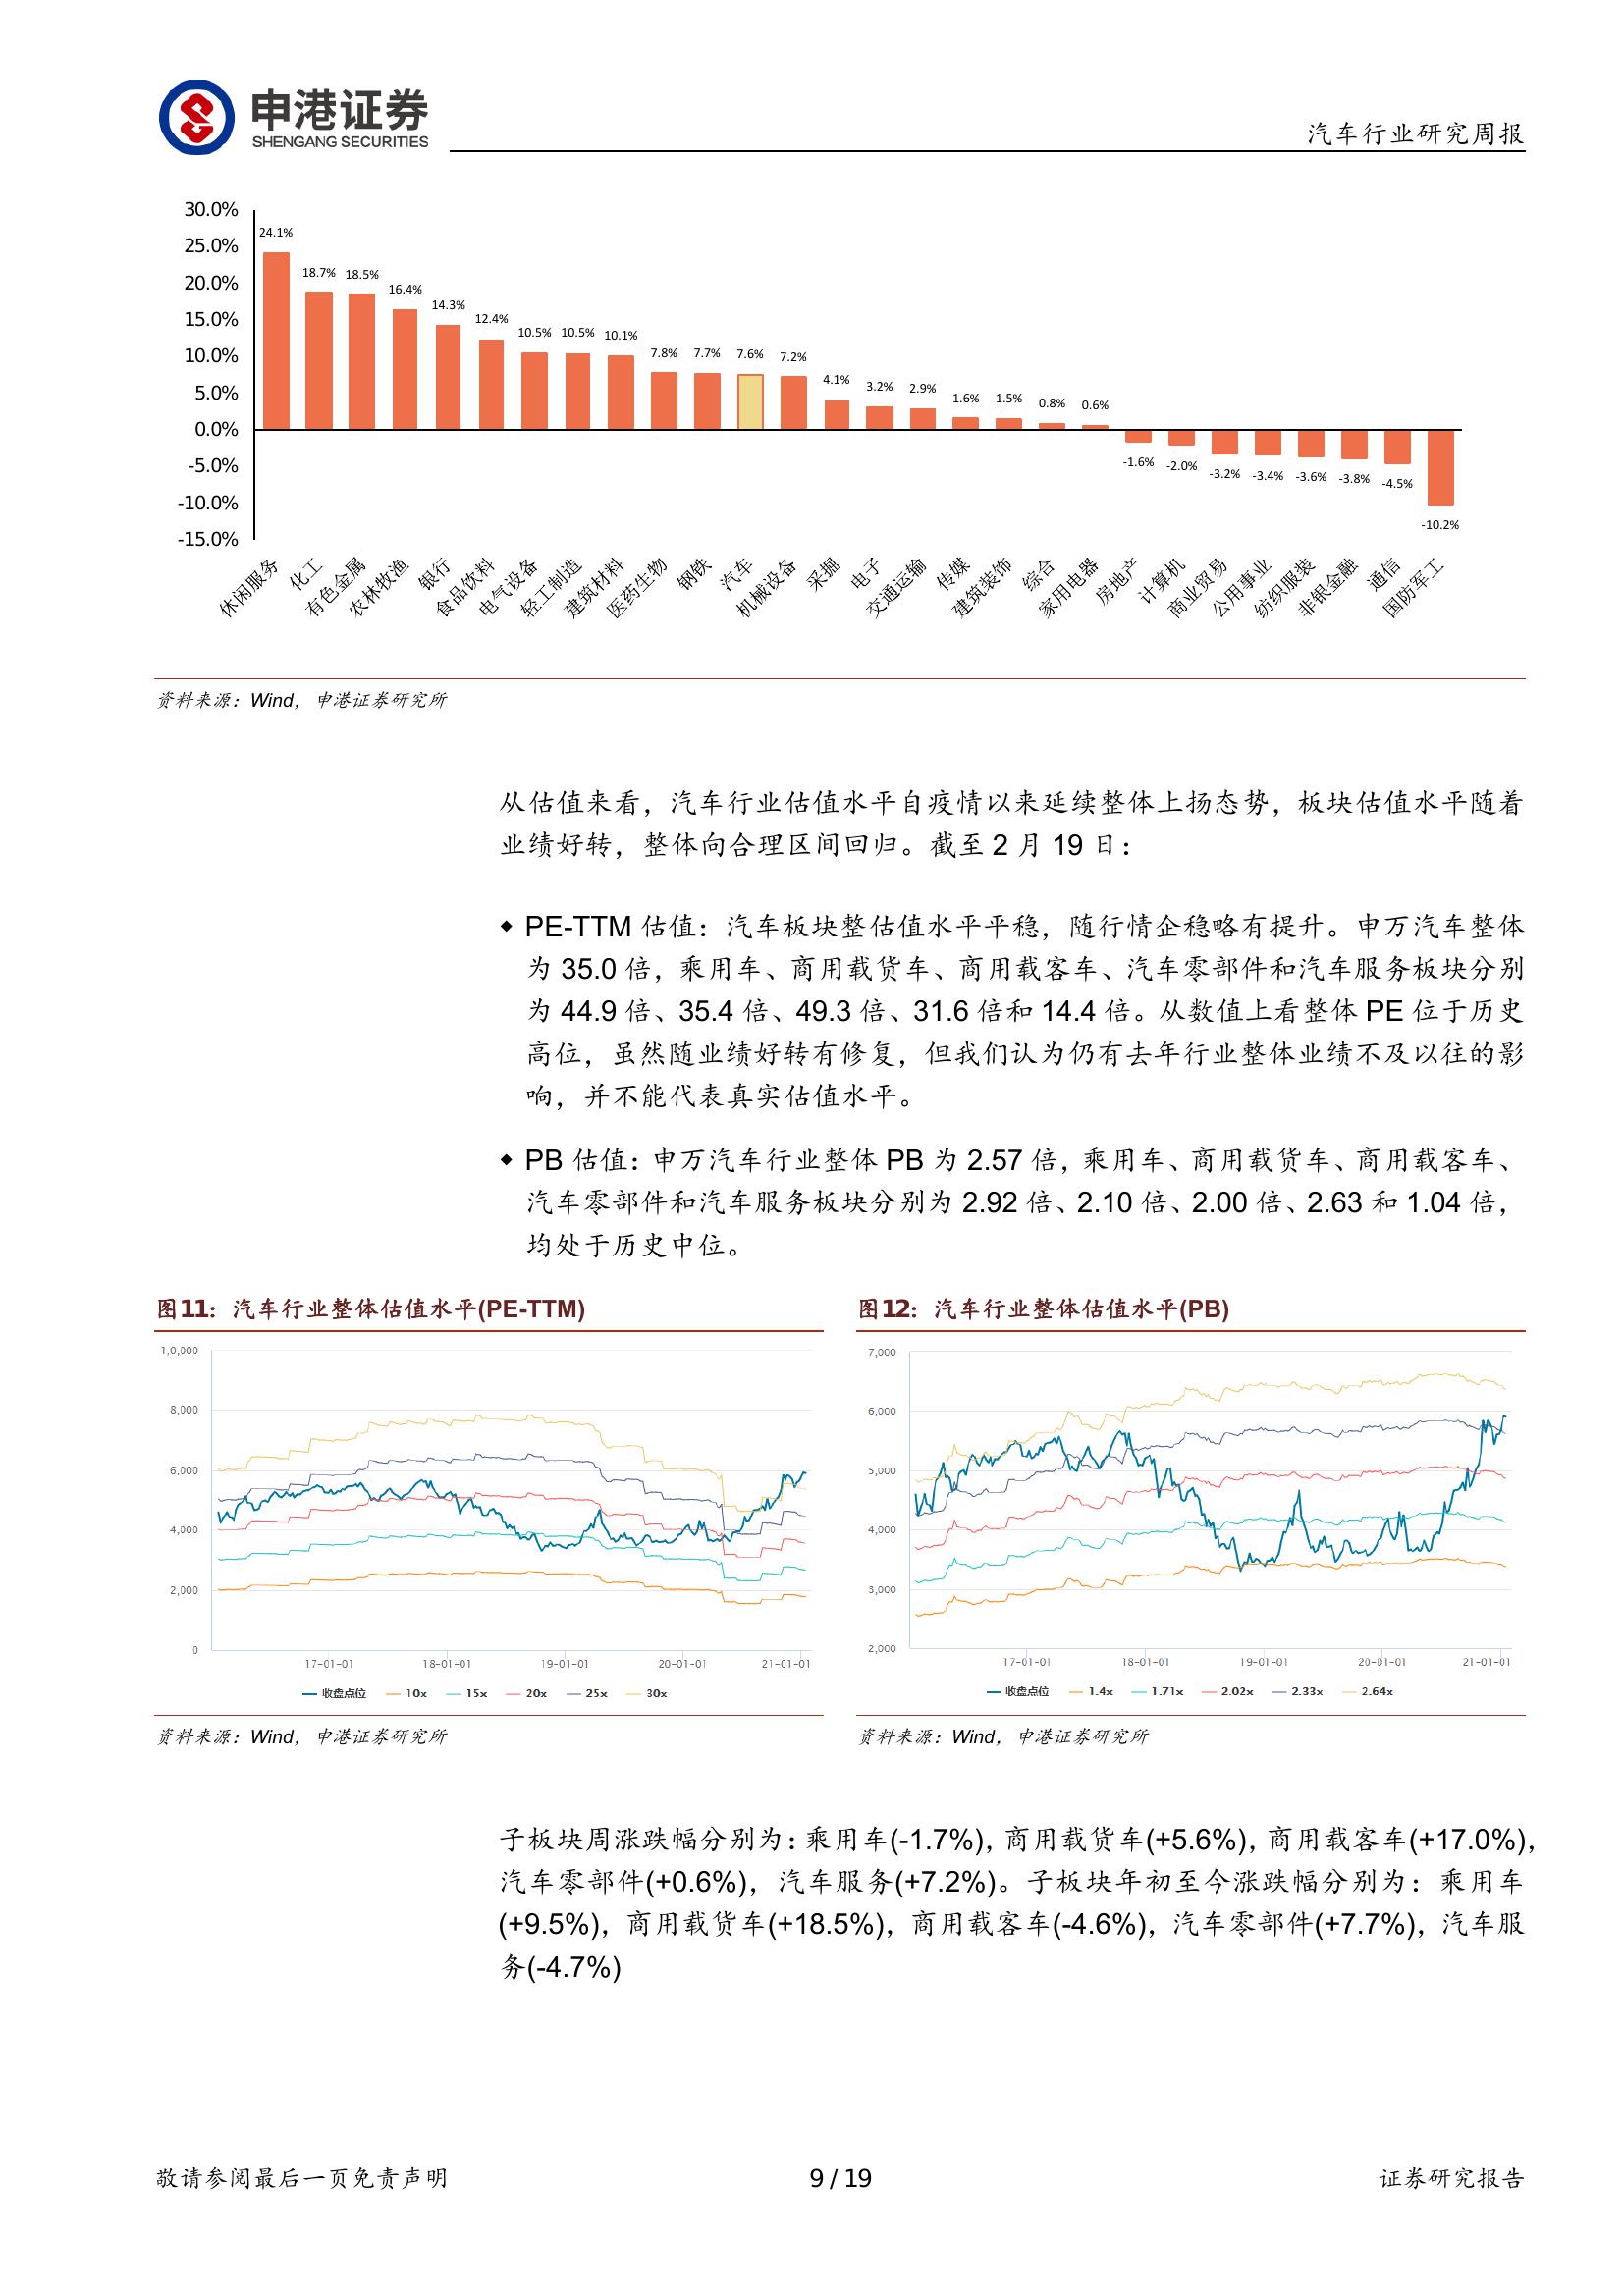 申港证券
SHENGANG SECURITIES
汽车行业研究周报
30.0%
25.0%
20.0%
15.0%
10.0%
5.0%
0.0%
-5.0%
-10.0%
-15.0%
24.1%
18.7%
18.5%
16.4%
14.3%
12.4%
10.5%
10.5%
10.1%
7.8%
7.7%
7.6%
7.2%
4.1%
3.2%
2.9%
1.6%
1.5%
0.8%
0.6%
-1.6%
-2.0%
-3.2%
-3.4%
-3.6%
-3.8%
-4.5%
-10.2%
休闲服务
化工
有色金属
农林牧渔
银行
食品饮料
电气设备
轻工制造
建筑材料
医药生物
钢铁
汽车
机械设备
采掘
电子
交通运输
传媒
建筑装饰
综合
家用电器
房地产
计算机
商业贸易
公用事业
纺织服装
非银金融
通信
国防军工
资料来源：Wind，申港证券研究所
从估值来看，汽车行业估值水平自疫情以来延续整体上扬态势，板块估值水平随着
业绩好转，整体向合理区间回归。截至 2 月 19 日：
◆ PE-TTM 估值：汽车板块整估值水平平稳，随行情企稳略有提升。申万汽车整体
为 35.0 倍，乘用车、商用载货车、商用载客车、汽车零部件和汽车服务板块分别
为 44.9 倍、35.4 倍、49.3 倍、31.6 倍和 14.4 倍。从数值上看整体 PE 位于历史
高位，虽然随业绩好转有修复，但我们认为仍有去年行业整体业绩不及以往的影
响，并不能代表真实估值水平。
◆ PB 估值：申万汽车行业整体 PB 为 2.57 倍，乘用车、商用载货车、商用载客车、
汽车零部件和汽车服务板块分别为 2.92 倍、2.10 倍、2.00 倍、2.63 和 1.04 倍，
均处于历史中位。
图11：汽车行业整体估值水平(PE-TTM)
1,0,000
8,000
6,000
4,000
2,000
0
17-01-01 18-01-01 19-01-01 20-01-01 21-01-01
收盘点位 10x 15x 20x 25x 30x
资料来源：Wind，申港证券研究所
图12：汽车行业整体估值水平(PB)
7,000
6,000
5,000
4,000
3,000
2,000
17-01-01 18-01-01 19-01-01 20-01-01 21-01-01
收盘点位 1.4x 1.71x 2.02x 2.33x 2.64x
资料来源：Wind，申港证券研究所
子板块周涨跌幅分别为：乘用车(-1.7%)，商用载货车(+5.6%)，商用载客车(+17.0%)，
汽车零部件(+0.6%)，汽车服务(+7.2%)。子板块年初至今涨跌幅分别为：乘用车
(+9.5%)，商用载货车(+18.5%)，商用载客车(-4.6%)，汽车零部件(+7.7%)，汽车服
务(-4.7%)
敬请参阅最后一页免责声明
9 / 19
证券研究报告